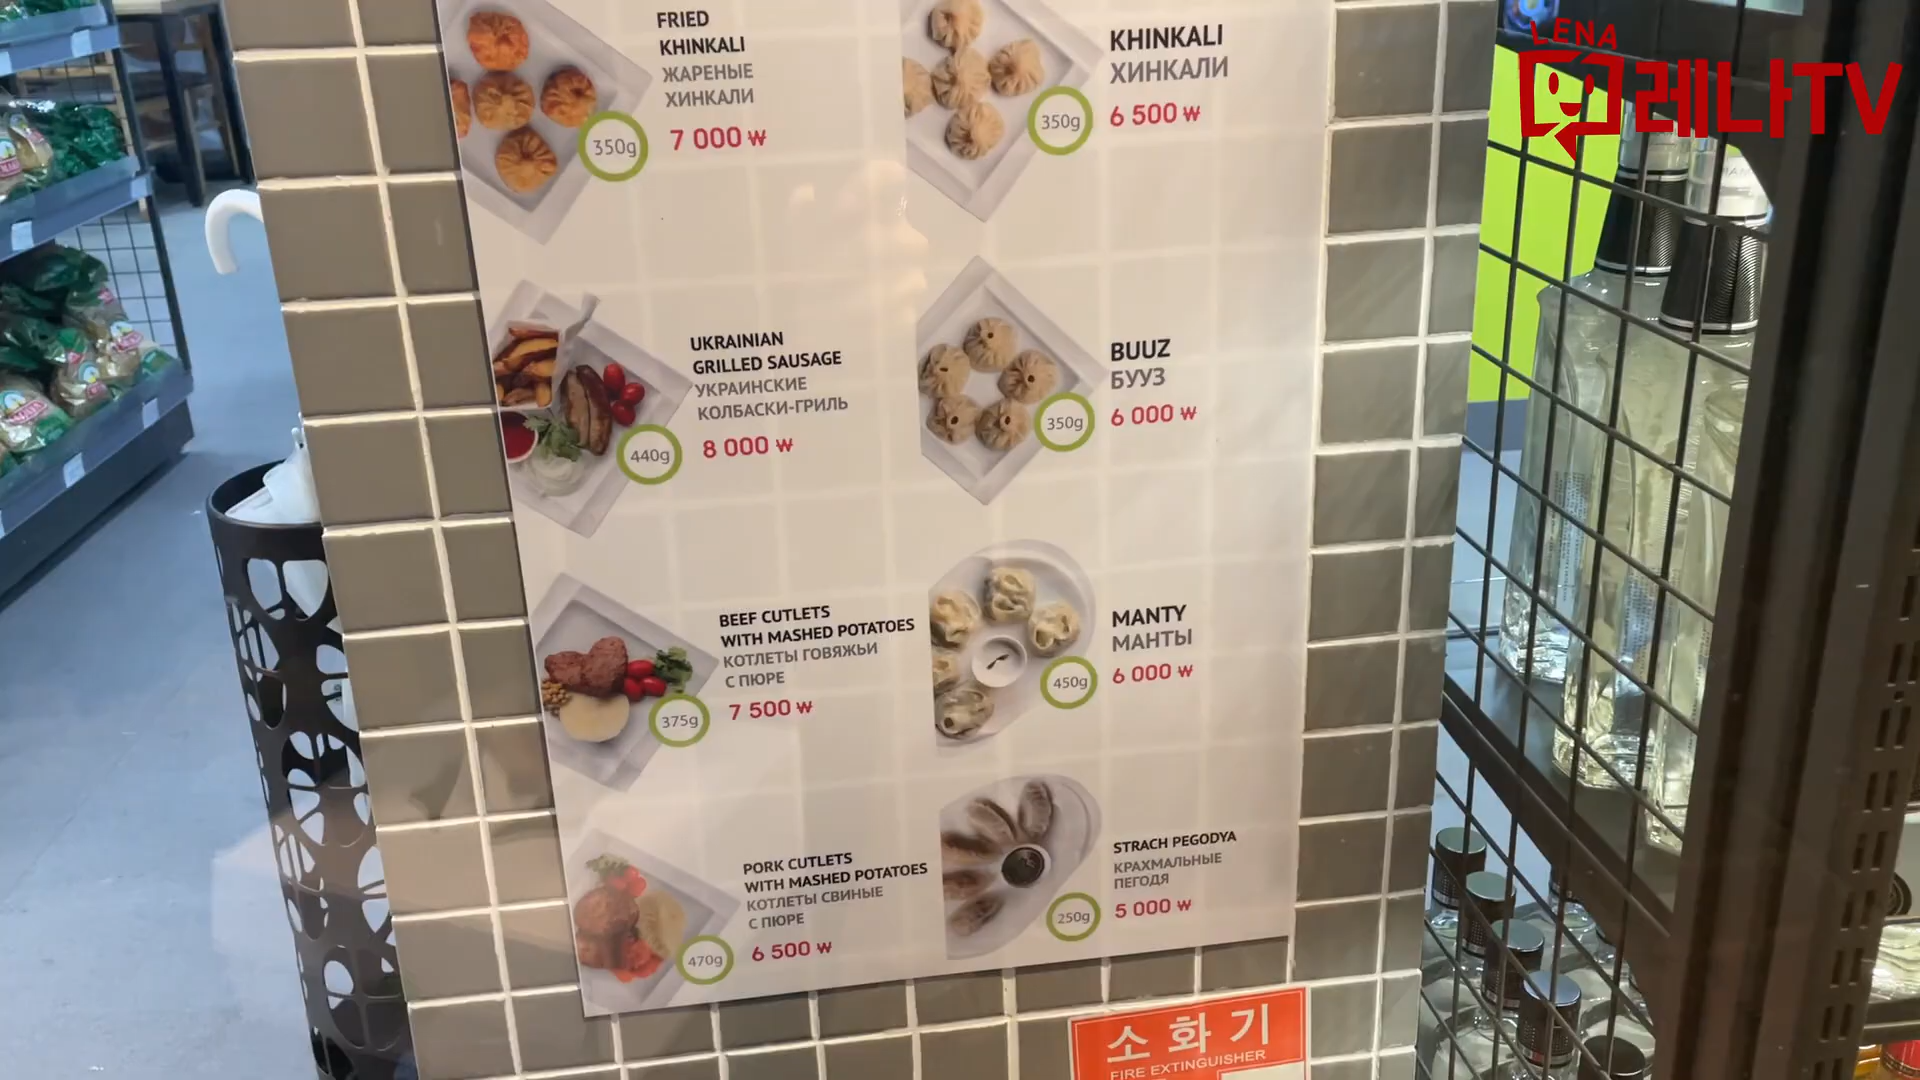 FRIED
KHINKALI
ЖАРЕНЫЕ
ХИНКАЛИ
7 000 ₩
350g
KHINKALI
ХИНКАЛИ
6 500 ₩
350g
UKRAINIAN
GRILLED SAUSAGE
УКРАИНСКИЕ
КОЛБАСКИ-ГРИЛЬ
8 000 ₩
440g
BUUZ
БУУЗ
6 000 ₩
350g
BEEF CUTLETS
WITH MASHED POTATOES
КОТЛЕТЫ ГОВЯЖЬИ
С ПЮРЕ
7 500 ₩
375g
MANTY
МАНТЫ
6 000 ₩
450g
PORK CUTLETS
WITH MASHED POTATOES
КОТЛЕТЫ СВИНЫЕ
С ПЮРЕ
6 500 ₩
470g
STRACH PEGODYA
КРАХМАЛЬНЫЕ
ПЕГОДЯ
5 000 ₩
250g
소화기
FIRE EXTINGUISHER
LENA
레나TV